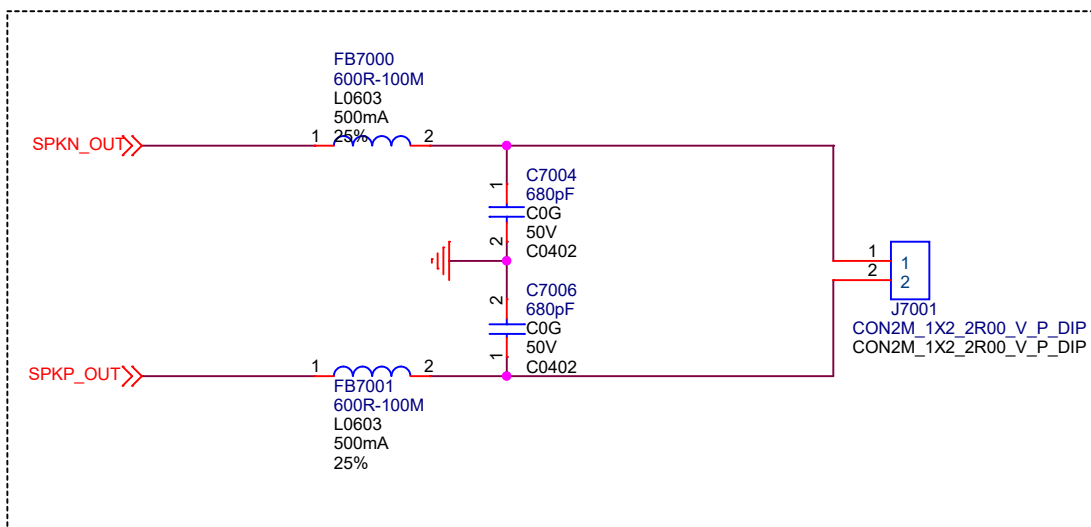 FB7000
600R-100M
L0603
500mA
25%
SPKN_OUT
1
2
1
C7004
680pF
C0G
50V
C0402
2
2
C7006
680pF
C0G
50V
C0402
1
1
1
2
2
J7001
CON2M_1X2_2R00_V_P_DIP
CON2M_1X2_2R00_V_P_DIP
SPKP_OUT
1
2
FB7001
600R-100M
L0603
500mA
25%